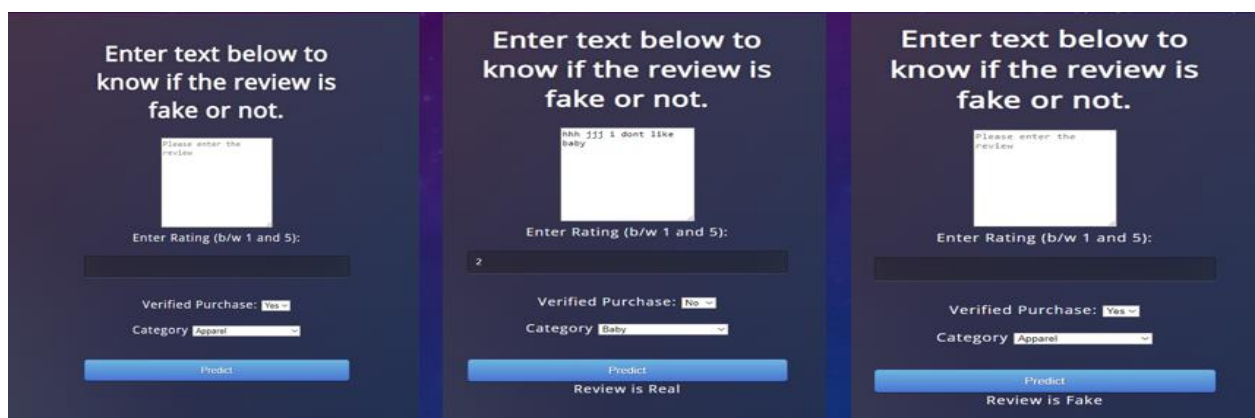 Enter text below to
know if the review is
fake or not.
Please enter the
review
Enter Rating (b/w 1 and 5):
Verified Purchase: Yes
Category Apparel
Predict
Enter text below to
know if the review is
fake or not.
hhh jjj i dont like
baby
Enter Rating (b/w 1 and 5):
2
Verified Purchase: No
Category Baby
Predict
Review is Real
Enter text below to
know if the review is
fake or not.
Please enter the
review
Enter Rating (b/w 1 and 5):
Verified Purchase: Yes
Category Apparel
Predict
Review is Fake